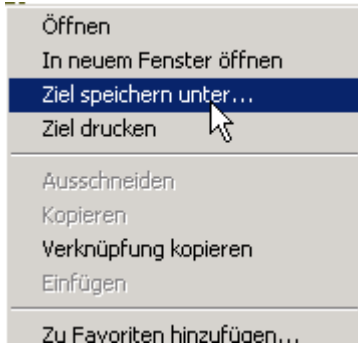 Öffnen
In neuem Fenster öffnen
Ziel speichern unter...
Ziel drucken
Ausschneiden
Kopieren
Verknüpfung kopieren
Einfügen
Zu Favoriten hinzufügen...